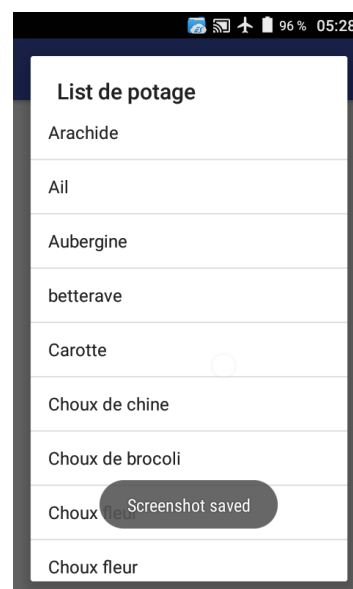 96 % 05:28
List de potage
Arachide
Ail
Aubergine
betterave
Carotte
Choux de chine
Choux de brocoli
Choux fleur
Screenshot saved
Choux fleur